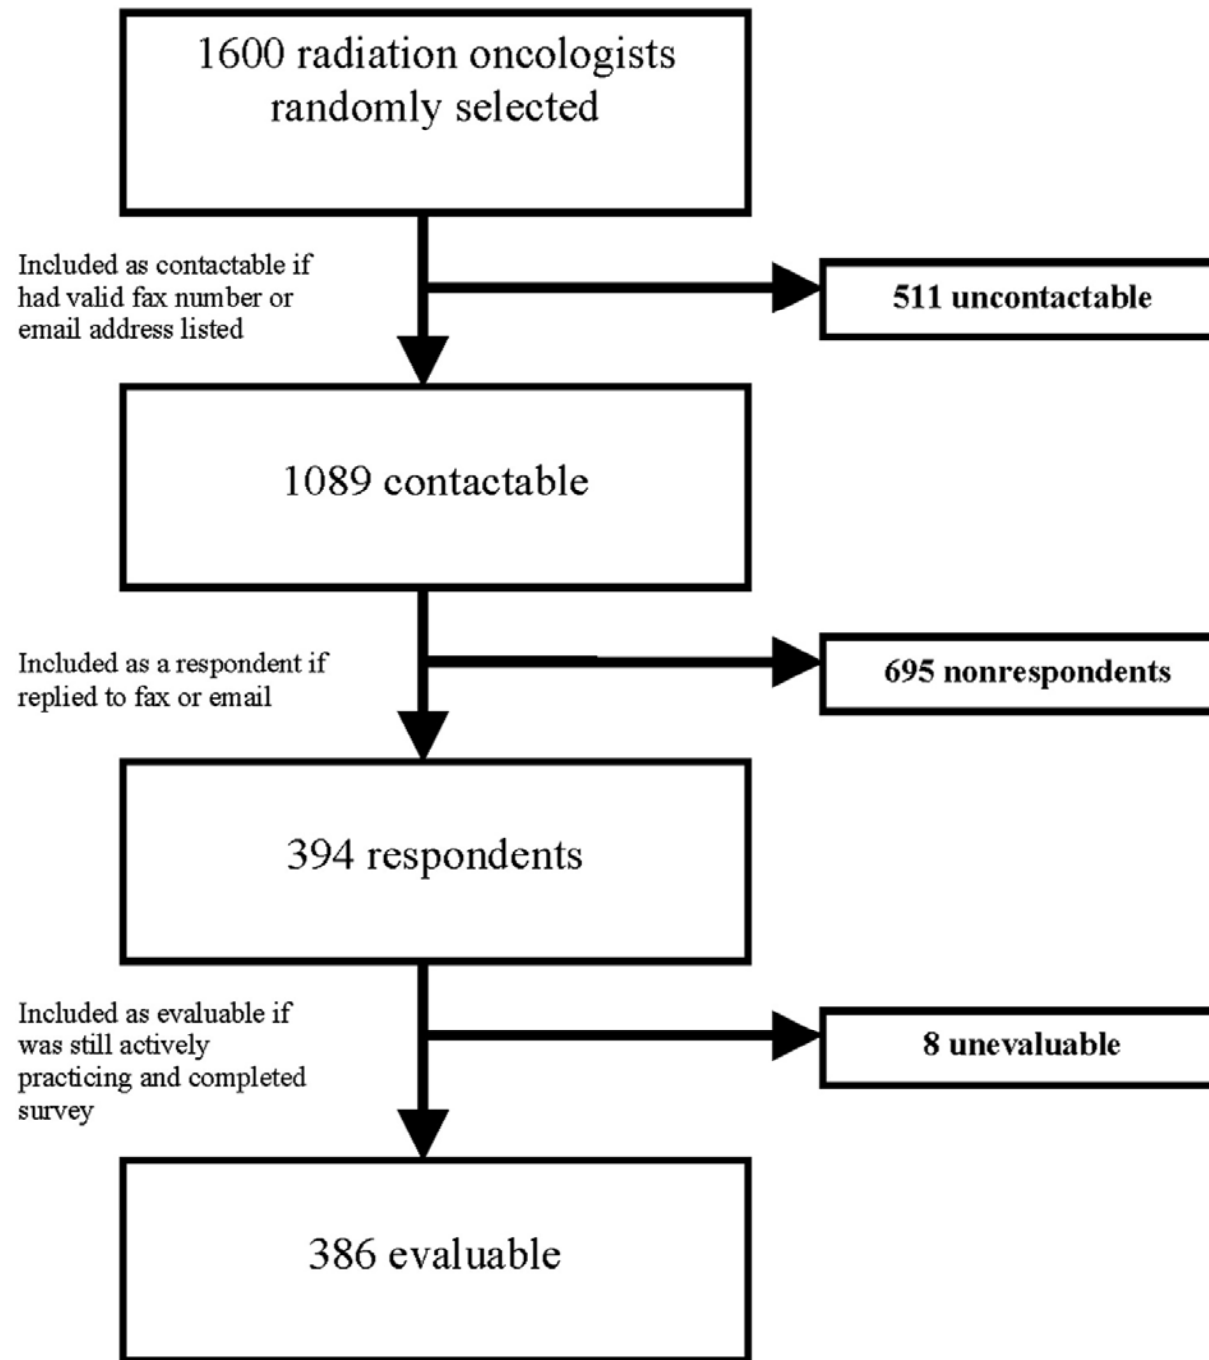 1600 radiation oncologists
randomly selected
Included as contactable if
had valid fax number or
email address listed
511 uncontactable
1089 contactable
Included as a respondent if
replied to fax or email
695 nonrespondents
394 respondents
Included as evaluable if
was still actively
practicing and completed
survey
8 unevaluable
386 evaluable